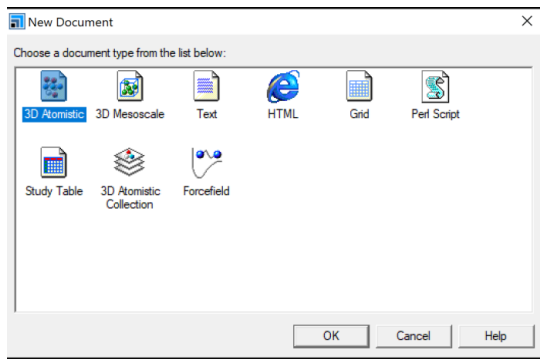 New Document
Choose a document type from the list below:
3D Atomistic
3D Mesoscale
Text
HTML
Grid
Perl Script
Study Table
3D Atomistic
Collection
Forcefield
OK
Cancel
Help